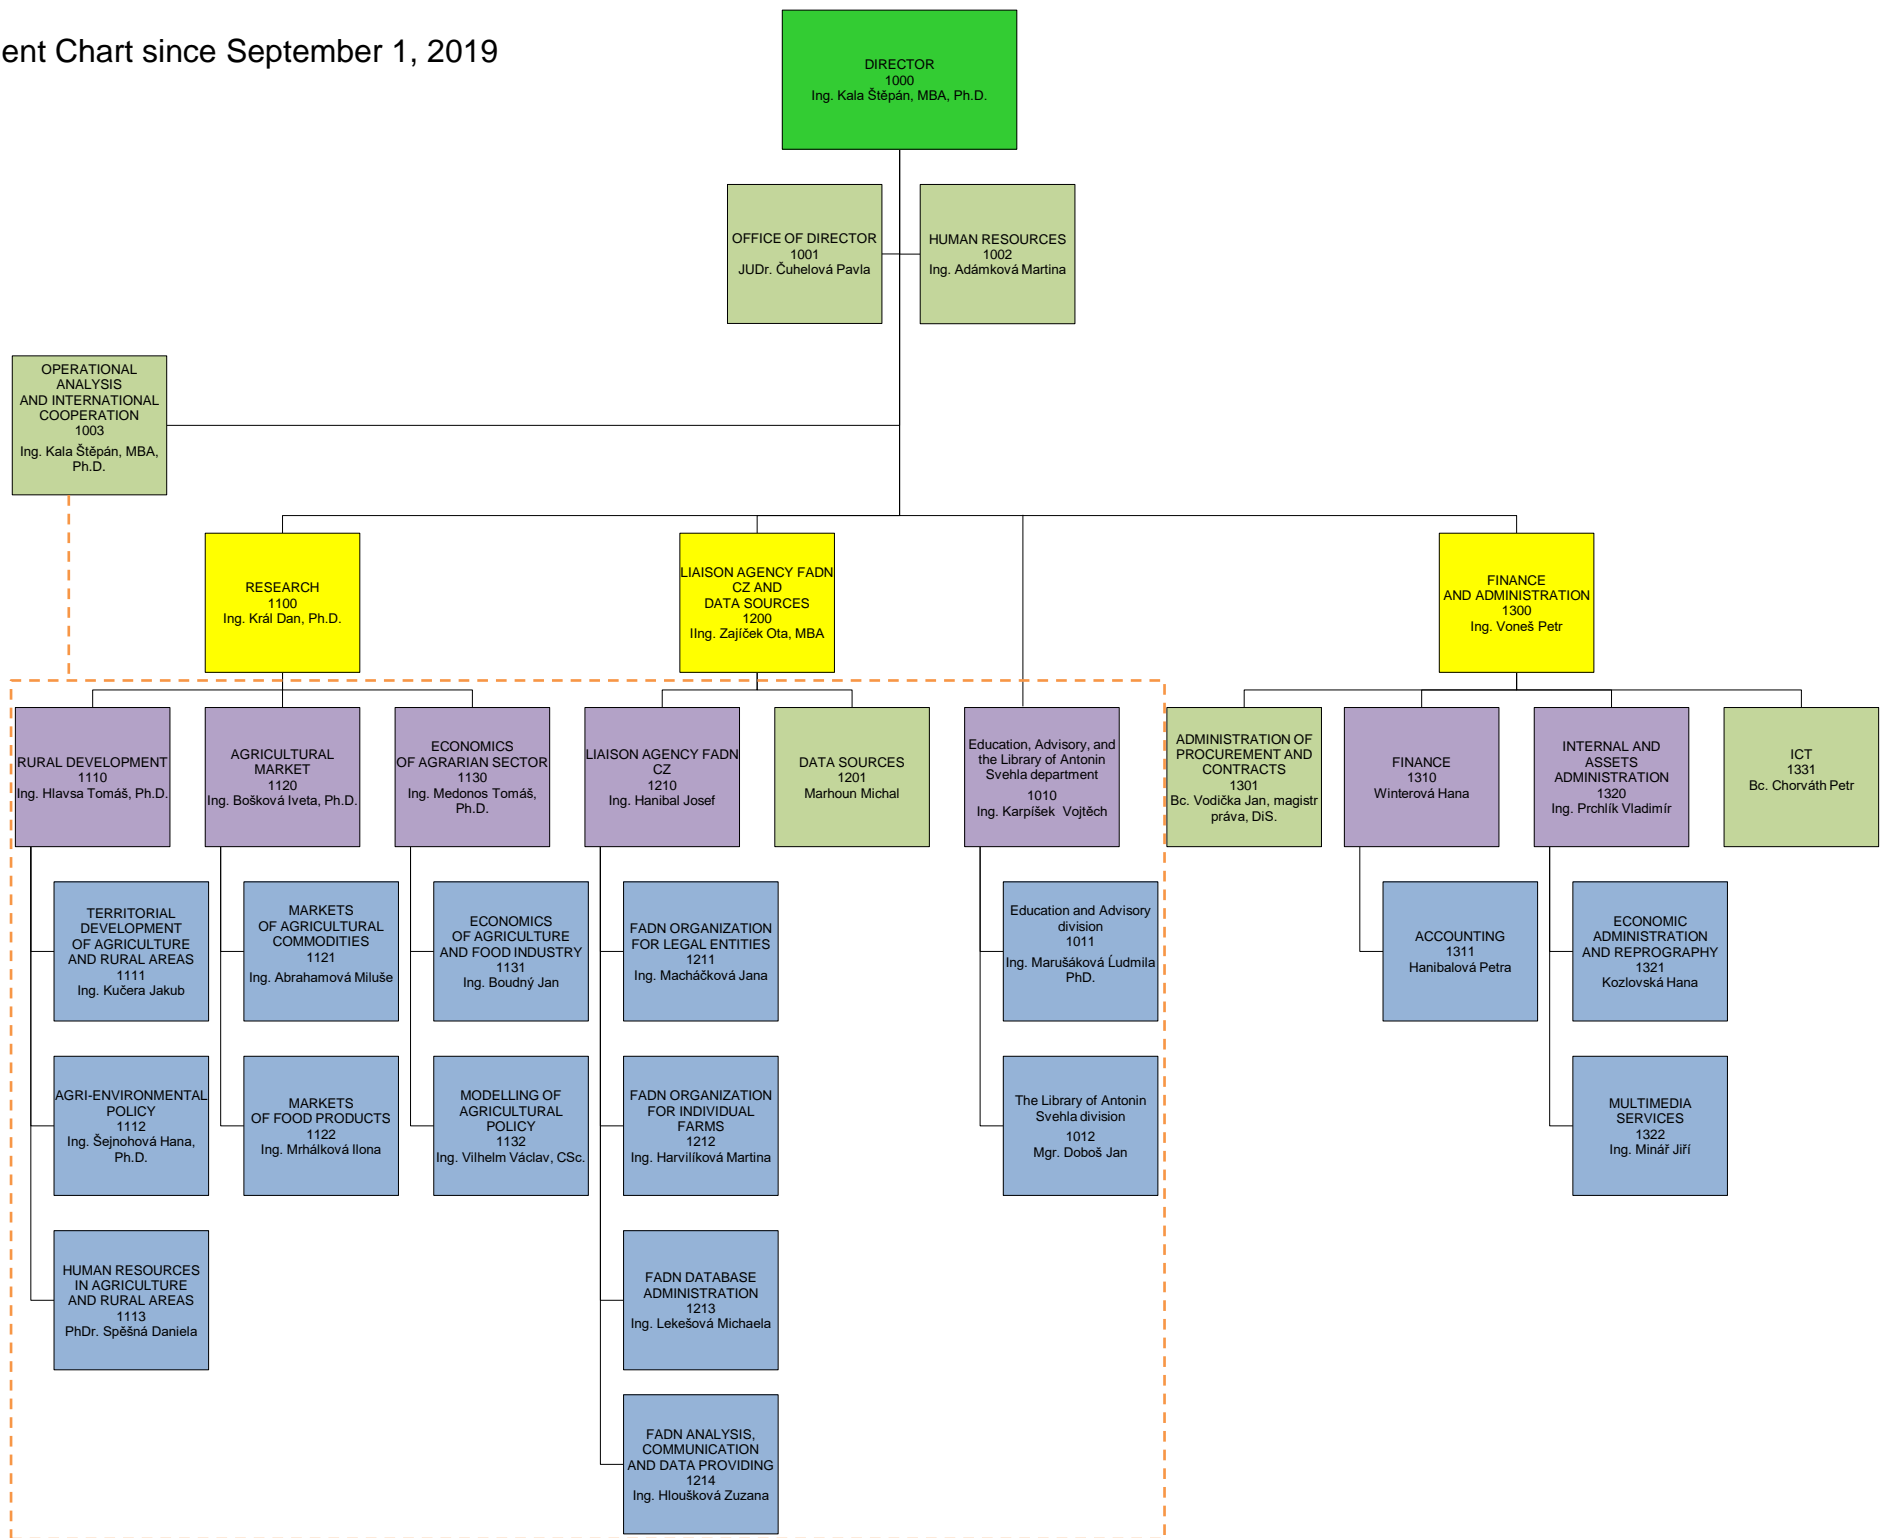 ent Chart since September 1, 2019
DIRECTOR
1000
Ing. Kala Štěpán, MBA, Ph.D.
OFFICE OF DIRECTOR
1001
JUDr. Čuhelová Pavla
HUMAN RESOURCES
1002
Ing. Adámková Martina
OPERATIONAL
ANALYSIS
AND INTERNATIONAL
COOPERATION
1003
Ing. Kala Štěpán, MBA,
Ph.D.
RESEARCH
1100
Ing. Král Dan, Ph.D.
LIAISON AGENCY FADN
CZ AND
DATA SOURCES
1200
IIng. Zajíček Ota, MBA
FINANCE
AND ADMINISTRATION
1300
Ing. Voneš Petr
RURAL DEVELOPMENT
1110
Ing. Hlavsa Tomáš, Ph.D.
AGRICULTURAL
MARKET
1120
Ing. Bošková Iveta, Ph.D.
ECONOMICS
OF AGRARIAN SECTOR
1130
Ing. Medonos Tomáš,
Ph.D.
LIAISON AGENCY FADN
CZ
1210
Ing. Hanibal Josef
DATA SOURCES
1201
Marhoun Michal
Education, Advisory, and
the Library of Antonin
Svehla department
1010
Ing. Karpíšek Vojtěch
ADMINISTRATION OF
PROCUREMENT AND
CONTRACTS
1301
Bc. Vodička Jan, magistr
práva, DiS.
FINANCE
1310
Winterová Hana
INTERNAL AND
ASSETS
ADMINISTRATION
1320
Ing. Prchlík Vladimír
ICT
1331
Bc. Chorváth Petr
TERRITORIAL
DEVELOPMENT
OF AGRICULTURE
AND RURAL AREAS
1111
Ing. Kučera Jakub
MARKETS
OF AGRICULTURAL
COMMODITIES
1121
Ing. Abrahamová Miluše
ECONOMICS
OF AGRICULTURE
AND FOOD INDUSTRY
1131
Ing. Boudný Jan
FADN ORGANIZATION
FOR LEGAL ENTITIES
1211
Ing. Macháčková Jana
Education and Advisory
division
1011
Ing. Marušáková Ĺudmila
PhD.
ACCOUNTING
1311
Hanibalová Petra
ECONOMIC
ADMINISTRATION
AND REPROGRAPHY
1321
Kozlovská Hana
AGRI-ENVIRONMENTAL
POLICY
1112
Ing. Šejnohová Hana,
Ph.D.
MARKETS
OF FOOD PRODUCTS
1122
Ing. Mrhálková Ilona
MODELLING OF
AGRICULTURAL
POLICY
1132
Ing. Vilhelm Václav, CSc.
FADN ORGANIZATION
FOR INDIVIDUAL
FARMS
1212
Ing. Harvilíková Martina
The Library of Antonin
Svehla division
1012
Mgr. Doboš Jan
MULTIMEDIA
SERVICES
1322
Ing. Minář Jiří
HUMAN RESOURCES
IN AGRICULTURE
AND RURAL AREAS
1113
PhDr. Spěšná Daniela
FADN DATABASE
ADMINISTRATION
1213
Ing. Lekešová Michaela
FADN ANALYSIS,
COMMUNICATION
AND DATA PROVIDING
1214
Ing. Hloušková Zuzana